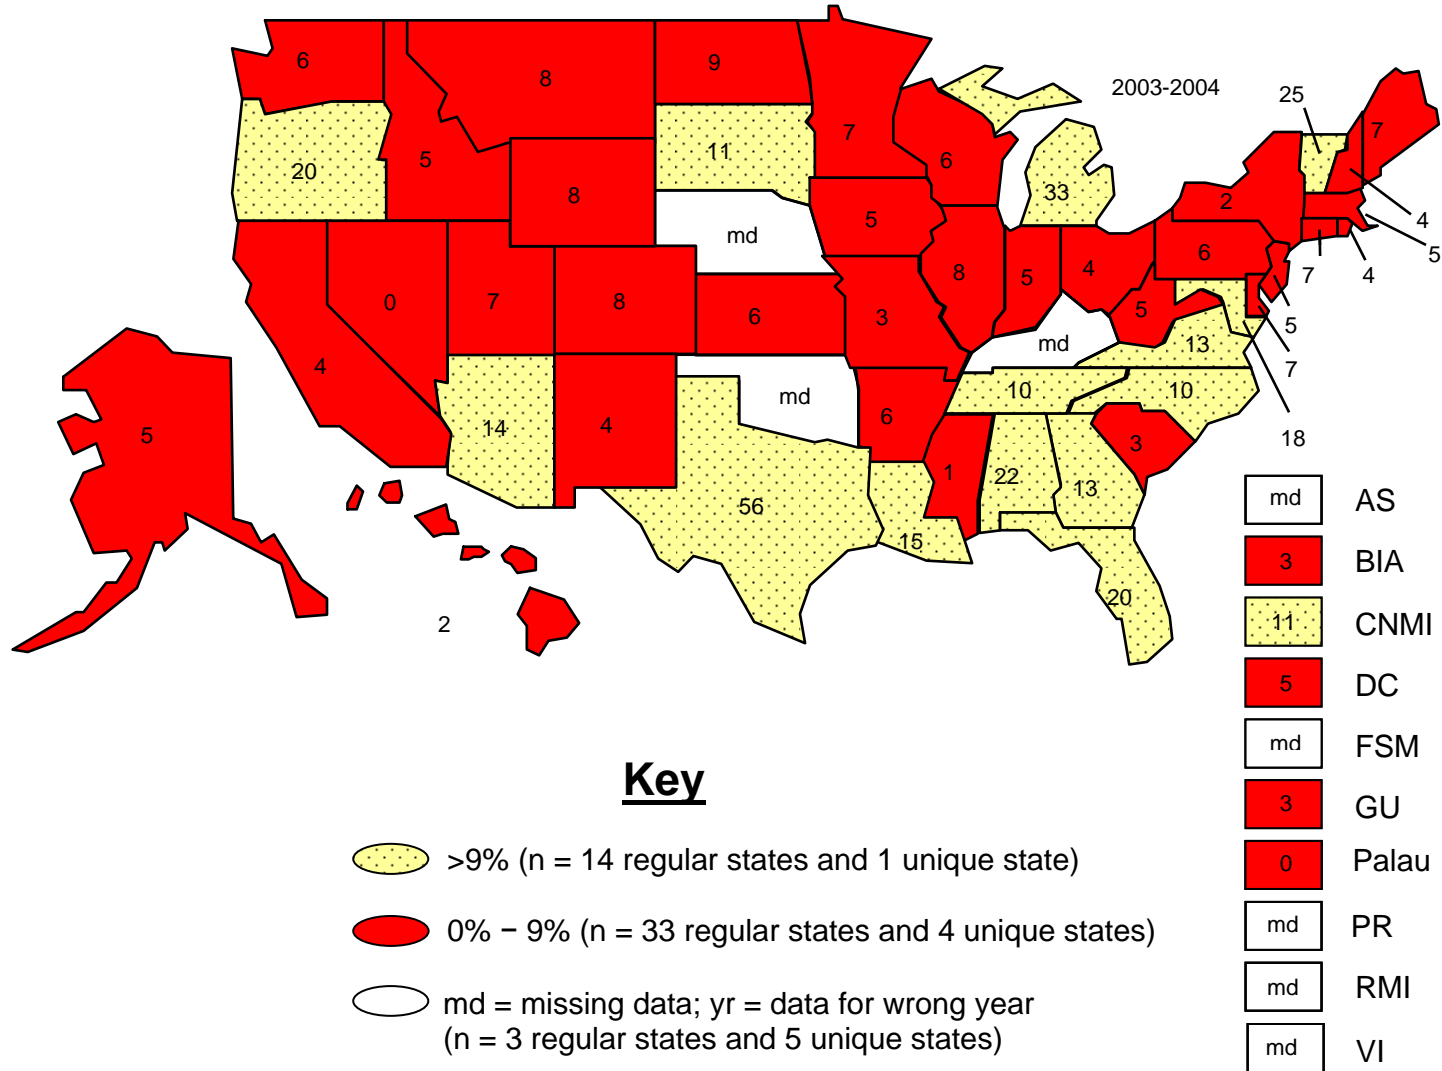 2003-2004
6
8
9
7
25
7
20
5
11
6
33
2
4
8
md
5
6
5
7
4
0
7
8
6
3
8
5
4
5
5
13
7
4
14
4
md
md
10
10
18
6
3
5
56
1
22
13
15
20
2
md AS
3 BIA
11 CNMI
5 DC
md FSM
3 GU
0 Palau
md PR
md RMI
md VI
Key
>9% (n = 14 regular states and 1 unique state)
0% − 9% (n = 33 regular states and 4 unique states)
md = missing data; yr = data for wrong year
(n = 3 regular states and 5 unique states)